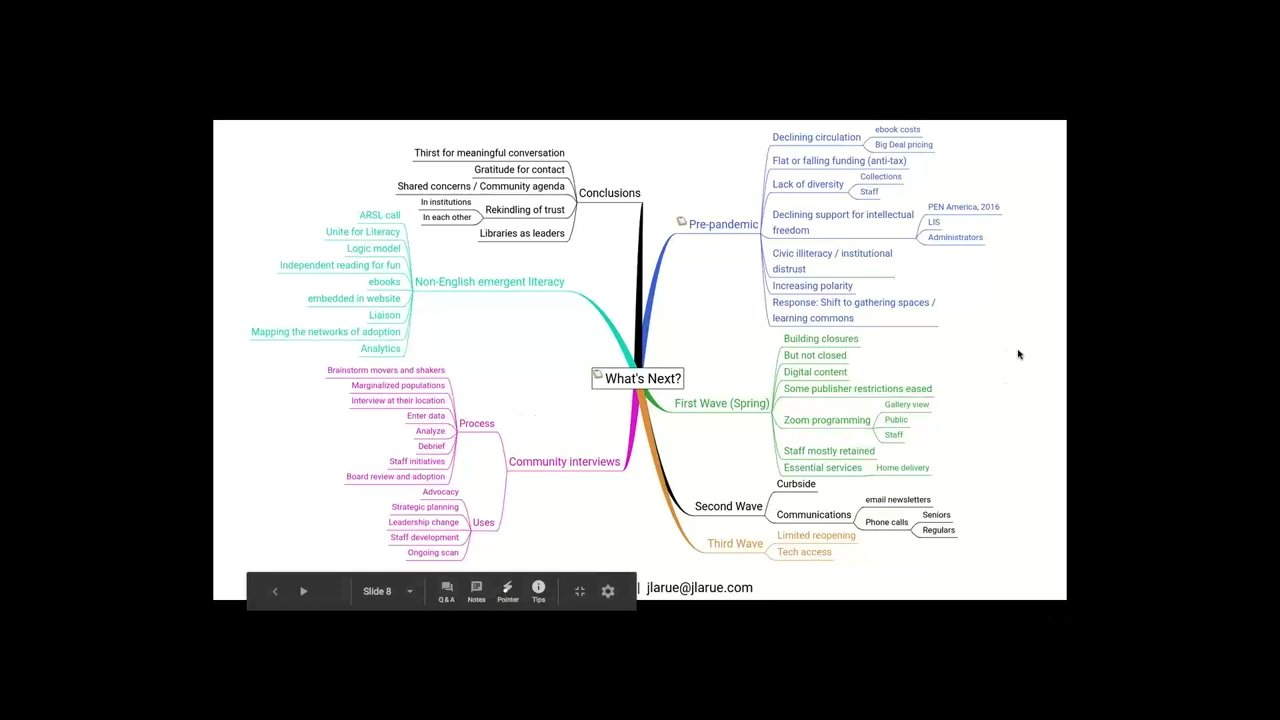 What's Next?
Pre-pandemic
Declining circulation
ebook costs
Big Deal pricing
Flat or falling funding (anti-tax)
Lack of diversity
Collections
Staff
Declining support for intellectual
freedom
PEN America, 2016
LIS
Administrators
Civic illiteracy / institutional
distrust
Increasing polarity
Response: Shift to gathering spaces /
learning commons
First Wave (Spring)
Building closures
But not closed
Digital content
Some publisher restrictions eased
Zoom programming
Gallery view
Public
Staff
Staff mostly retained
Essential services
Home delivery
Second Wave
Curbside
Communications
email newsletters
Phone calls
Seniors
Regulars
Third Wave
Limited reopening
Tech access
Conclusions
Thirst for meaningful conversation
Gratitude for contact
Shared concerns / Community agenda
Rekindling of trust
In institutions
In each other
Libraries as leaders
Non-English emergent literacy
ARSL call
Unite for Literacy
Logic model
Independent reading for fun
ebooks
embedded in website
Liaison
Mapping the networks of adoption
Analytics
Community interviews
Process
Brainstorm movers and shakers
Marginalized populations
Interview at their location
Enter data
Analyze
Debrief
Staff initiatives
Board review and adoption
Uses
Advocacy
Strategic planning
Leadership change
Staff development
Ongoing scan
| jlarue@jlarue.com
Slide 8
Q & A
Notes
Pointer
Tips